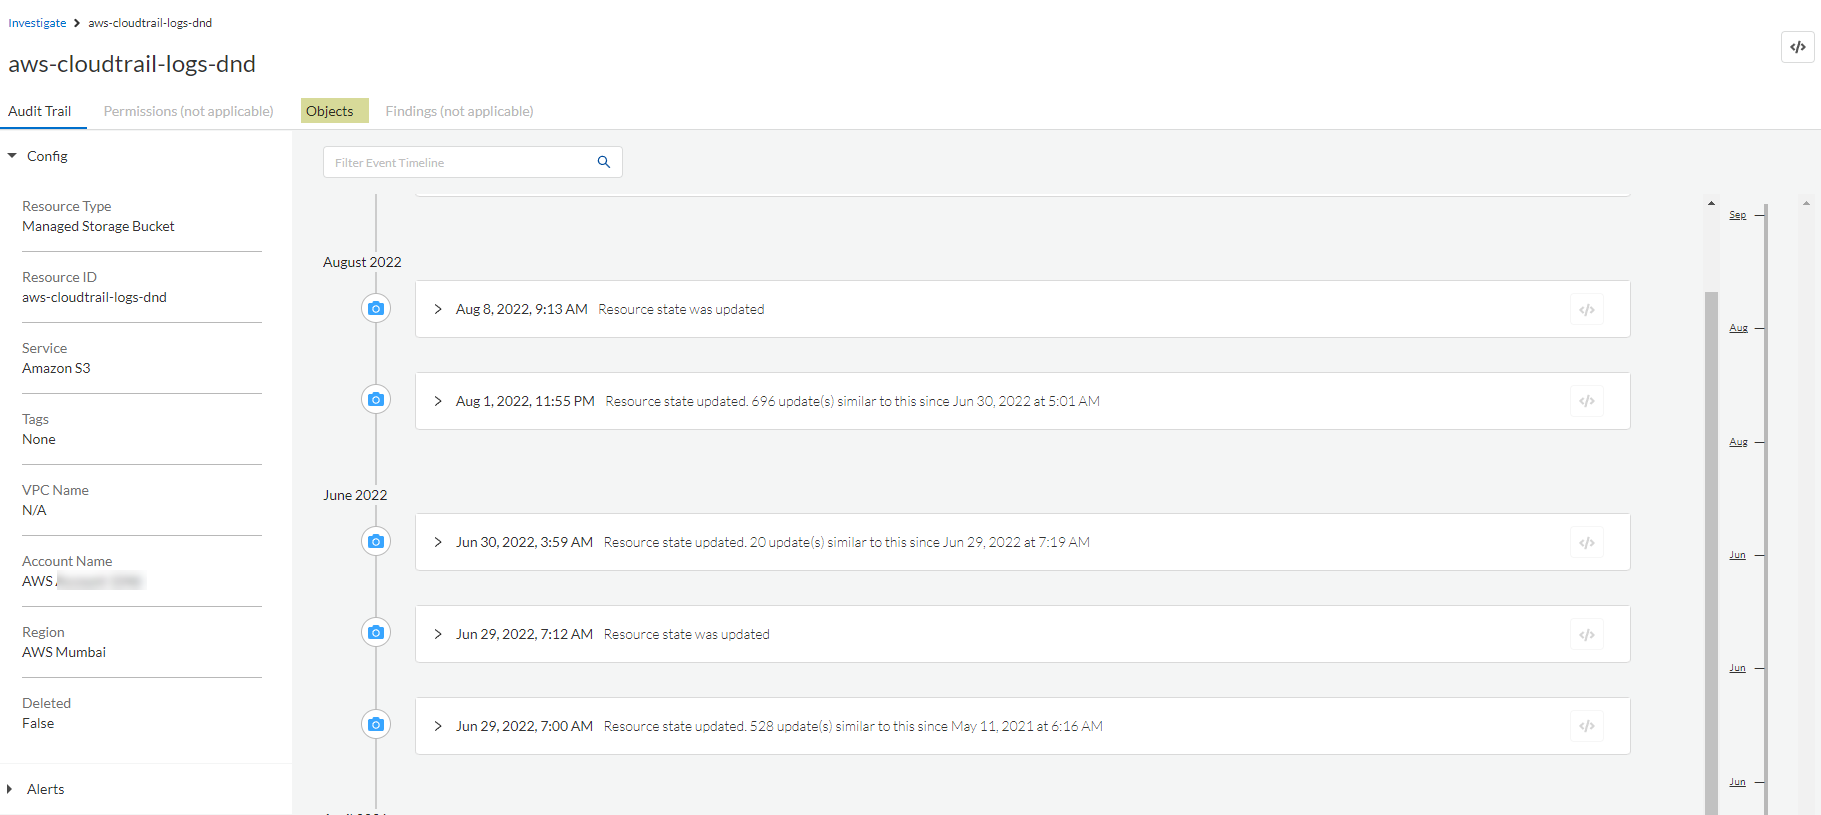 Investigate > aws-cloudtrail-logs-dnd
aws-cloudtrail-logs-dnd
</>
Audit Trail
Permissions (not applicable)
Objects
Findings (not applicable)
Config
Resource Type
Managed Storage Bucket
Resource ID
aws-cloudtrail-logs-dnd
Service
Amazon S3
Tags
None
VPC Name
N/A
Account Name
AWS
Region
AWS Mumbai
Deleted
False
Alerts
Filter Event Timeline
August 2022
Aug 8, 2022, 9:13 AM Resource state was updated </>
Aug 1, 2022, 11:55 PM Resource state updated. 696 update(s) similar to this since Jun 30, 2022 at 5:01 AM </>
June 2022
Jun 30, 2022, 3:59 AM Resource state updated. 20 update(s) similar to this since Jun 29, 2022 at 7:19 AM </>
Jun 29, 2022, 7:12 AM Resource state was updated </>
Jun 29, 2022, 7:00 AM Resource state updated. 528 update(s) similar to this since May 11, 2021 at 6:16 AM </>
Sep
Aug
Aug
Jun
Jun
Jun